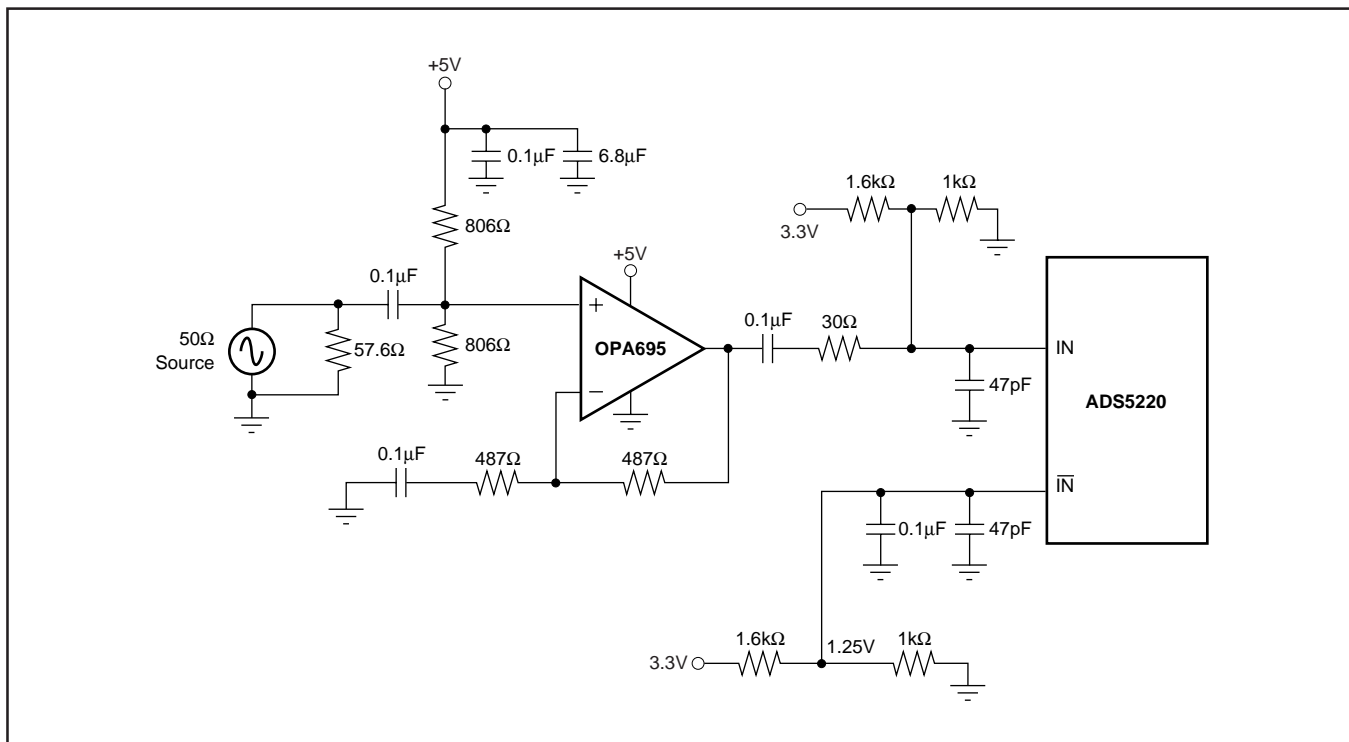 +5V
0.1µF
6.8µF
806Ω
1.6kΩ
1kΩ
3.3V
+5V
0.1µF
50Ω
Source
57.6Ω
806Ω
+
−
OPA695
0.1µF
30Ω
IN
47pF
ADS5220
0.1µF
487Ω
487Ω
IN
0.1µF
47pF
1.6kΩ
1.25V
1kΩ
3.3V